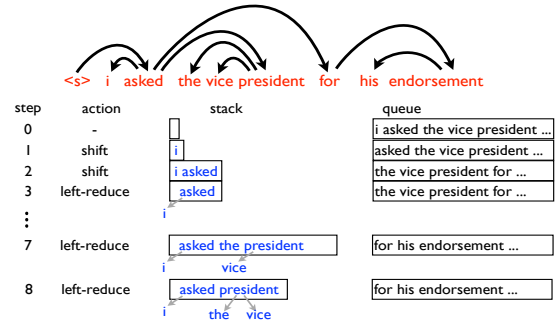 <s> i asked the vice president for his endorsement
step action stack queue
0 - i asked the vice president ...
1 shift i asked the vice president ...
2 shift i asked the vice president for ...
3 left-reduce asked the vice president for ...
i
⋮
7 left-reduce asked the president for his endorsement ...
i vice
8 left-reduce asked president for his endorsement ...
i the vice